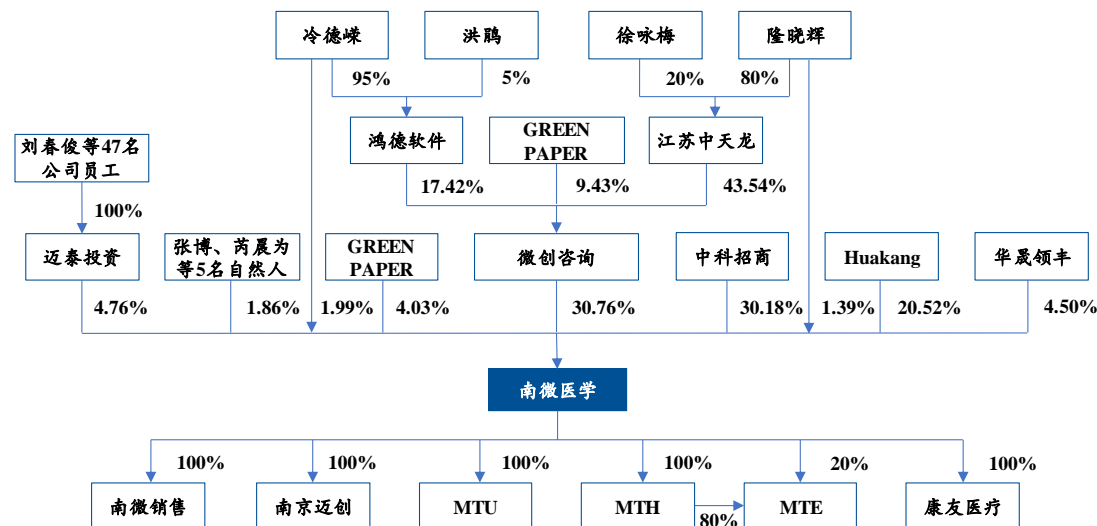 冷德嵘
洪鹃
徐咏梅
隆晓辉
95%
5%
20%
80%
鸿德软件
GREEN
PAPER
江苏中天龙
刘春俊等47名
公司员工
17.42%
9.43%
43.54%
100%
迈泰投资
张博、芮晨为
等5名自然人
GREEN
PAPER
微创咨询
中科招商
Huakang
华晟领丰
4.76%
1.86%
1.99%
4.03%
30.76%
30.18%
1.39%
20.52%
4.50%
南微医学
100%
100%
100%
100%
20%
100%
南微销售
南京迈创
MTU
MTH
80%
MTE
康友医疗